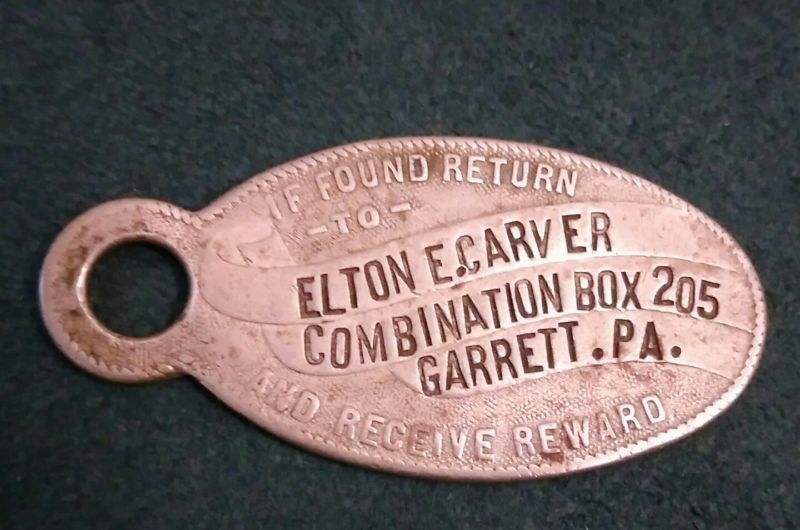 IF FOUND RETURN
-TO-
ELTON E.CARVER
COMBINATION BOX 205
GARRETT.PA.
AND RECEIVE REWARD